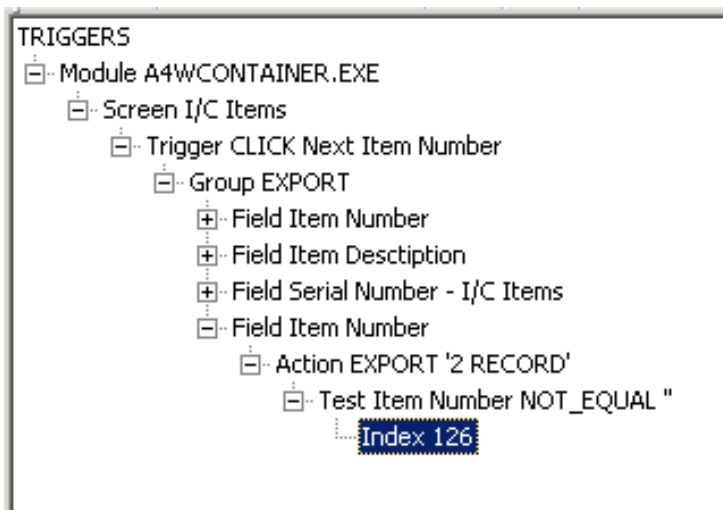 TRIGGERS
Module A4WCONTAINER.EXE
Screen I/C Items
Trigger CLICK Next Item Number
Group EXPORT
Field Item Number
Field Item Desctiption
Field Serial Number - I/C Items
Field Item Number
Action EXPORT '2 RECORD'
Test Item Number NOT_EQUAL ''
Index 126